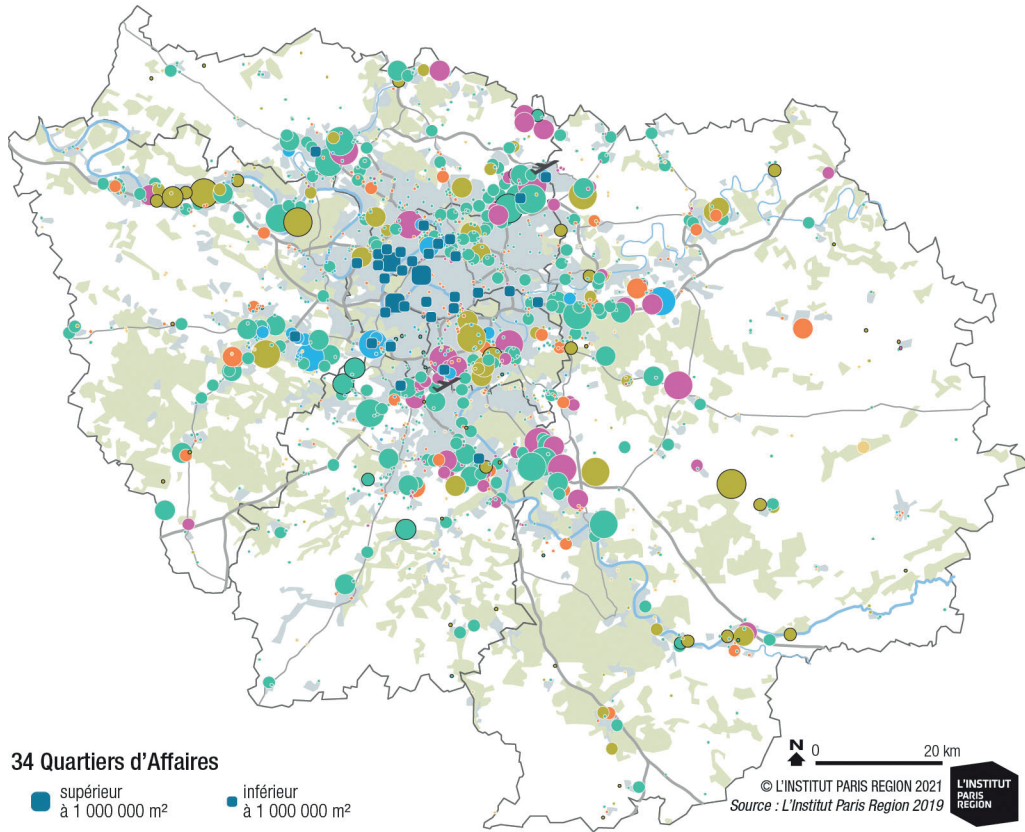 34 Quartiers d'Affaires
supérieur
à 1 000 000 m²
inférieur
à 1 000 000 m²
N 0 20 km
© L'INSTITUT PARIS REGION 2021
Source : L'Institut Paris Region 2019
L'INSTITUT
PARIS
REGION